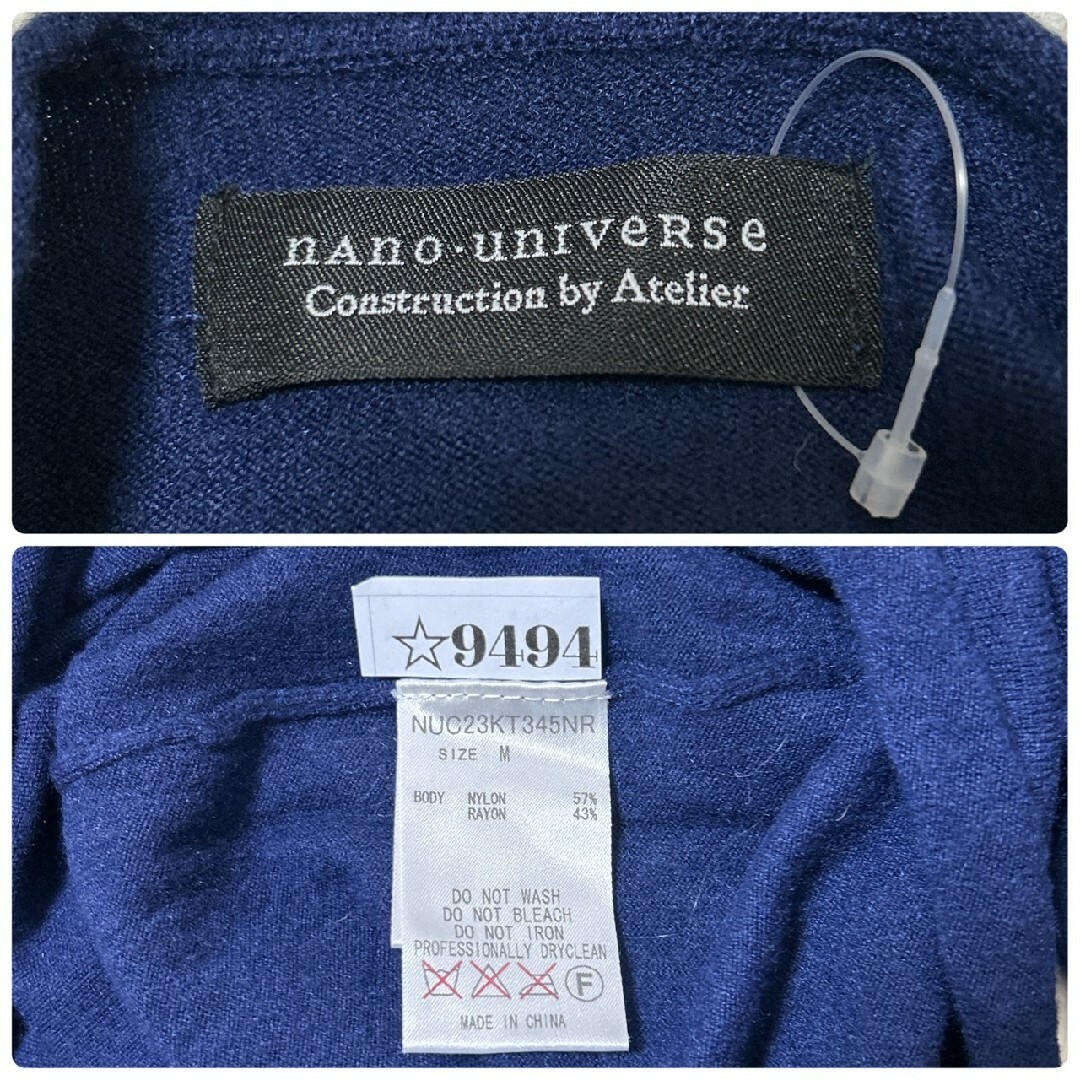 nAno·unIveRse
Construction by Atelier
☆9494
NUC23KT345NR
SIZE M
BODY NYLON 57%
RAYON 43%
DO NOT WASH
DO NOT BLEACH
DO NOT IRON
PROFESSIONALLY DRYCLEAN
F
MADE IN CHINA